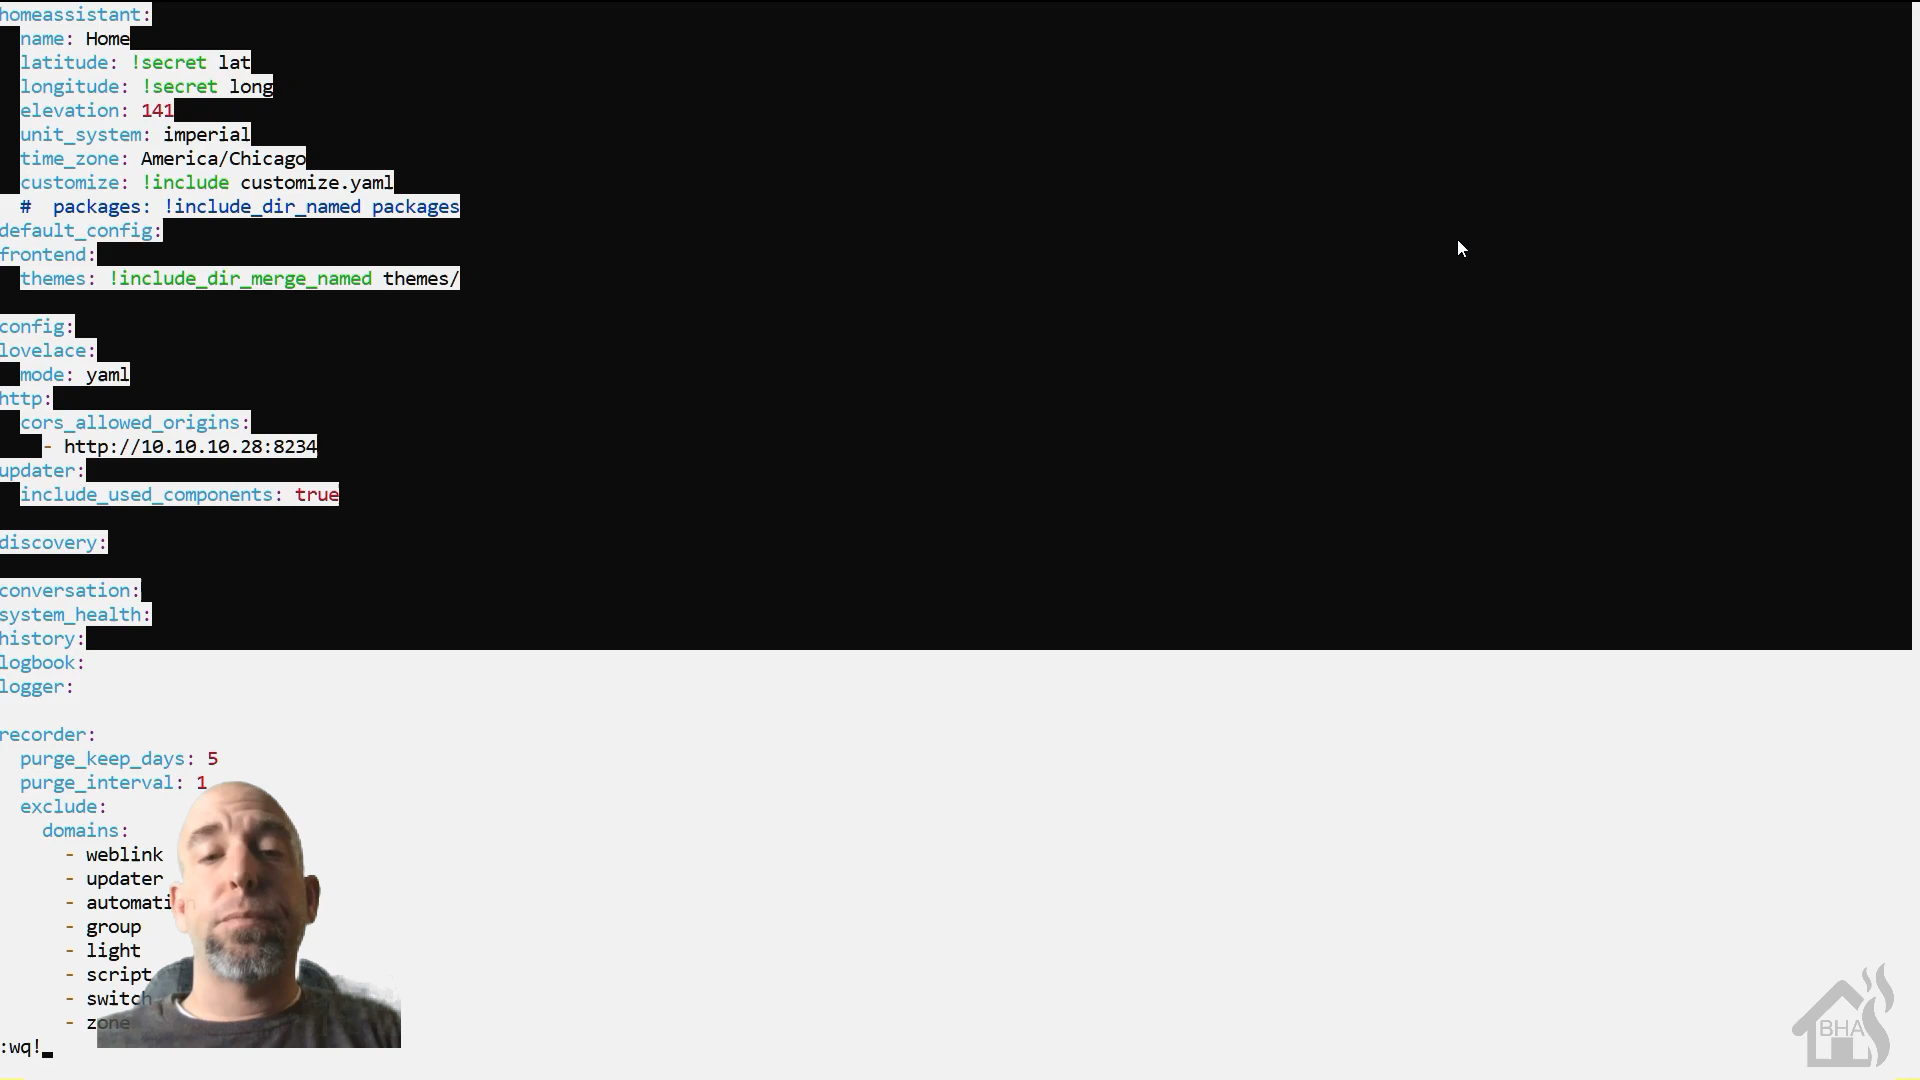 homeassistant:
name: Home
latitude: !secret lat
longitude: !secret long
elevation: 141
unit_system: imperial
time_zone: America/Chicago
customize: !include customize.yaml
#  packages: !include_dir_named packages
default_config:
frontend:
themes: !include_dir_merge_named themes/
config:
lovelace:
mode: yaml
http:
cors_allowed_origins:
- http://10.10.10.28:8234
updater:
include_used_components: true
discovery:
conversation:
system_health:
history:
logbook:
logger:
recorder:
purge_keep_days: 5
purge_interval: 1
exclude:
domains:
- weblink
- updater
- automation
- group
- light
- script
- switch
- zone
:wq!
BHA